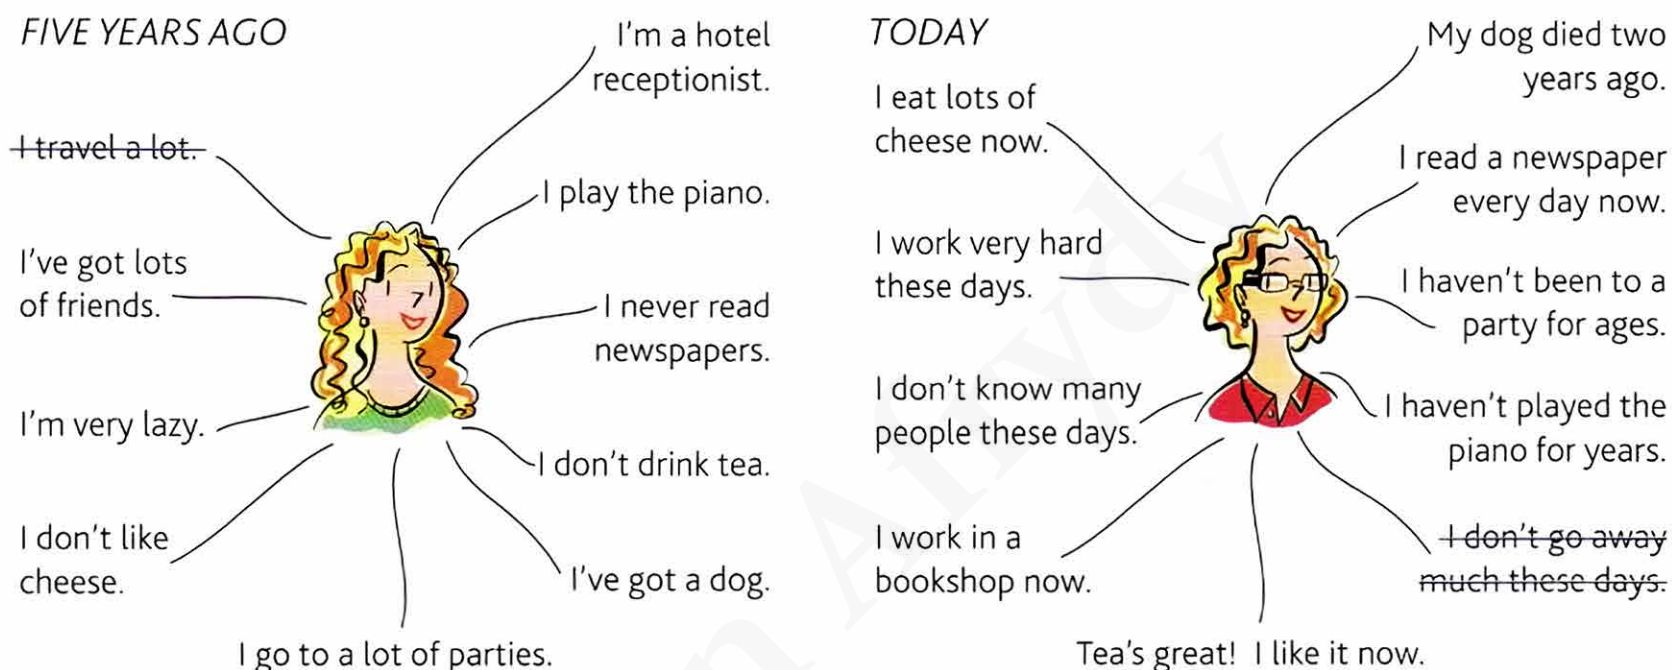 FIVE YEARS AGO
I'm a hotel
receptionist.
I travel a lot.
I play the piano.
I've got lots
of friends.
I never read
newspapers.
I'm very lazy.
I don't drink tea.
I don't like
cheese.
I've got a dog.
I go to a lot of parties.
TODAY
My dog died two
years ago.
I eat lots of
cheese now.
I read a newspaper
every day now.
I work very hard
these days.
I haven't been to a
party for ages.
I don't know many
people these days.
I haven't played the
piano for years.
I work in a
bookshop now.
I don't go away
much these days.
Tea's great! I like it now.